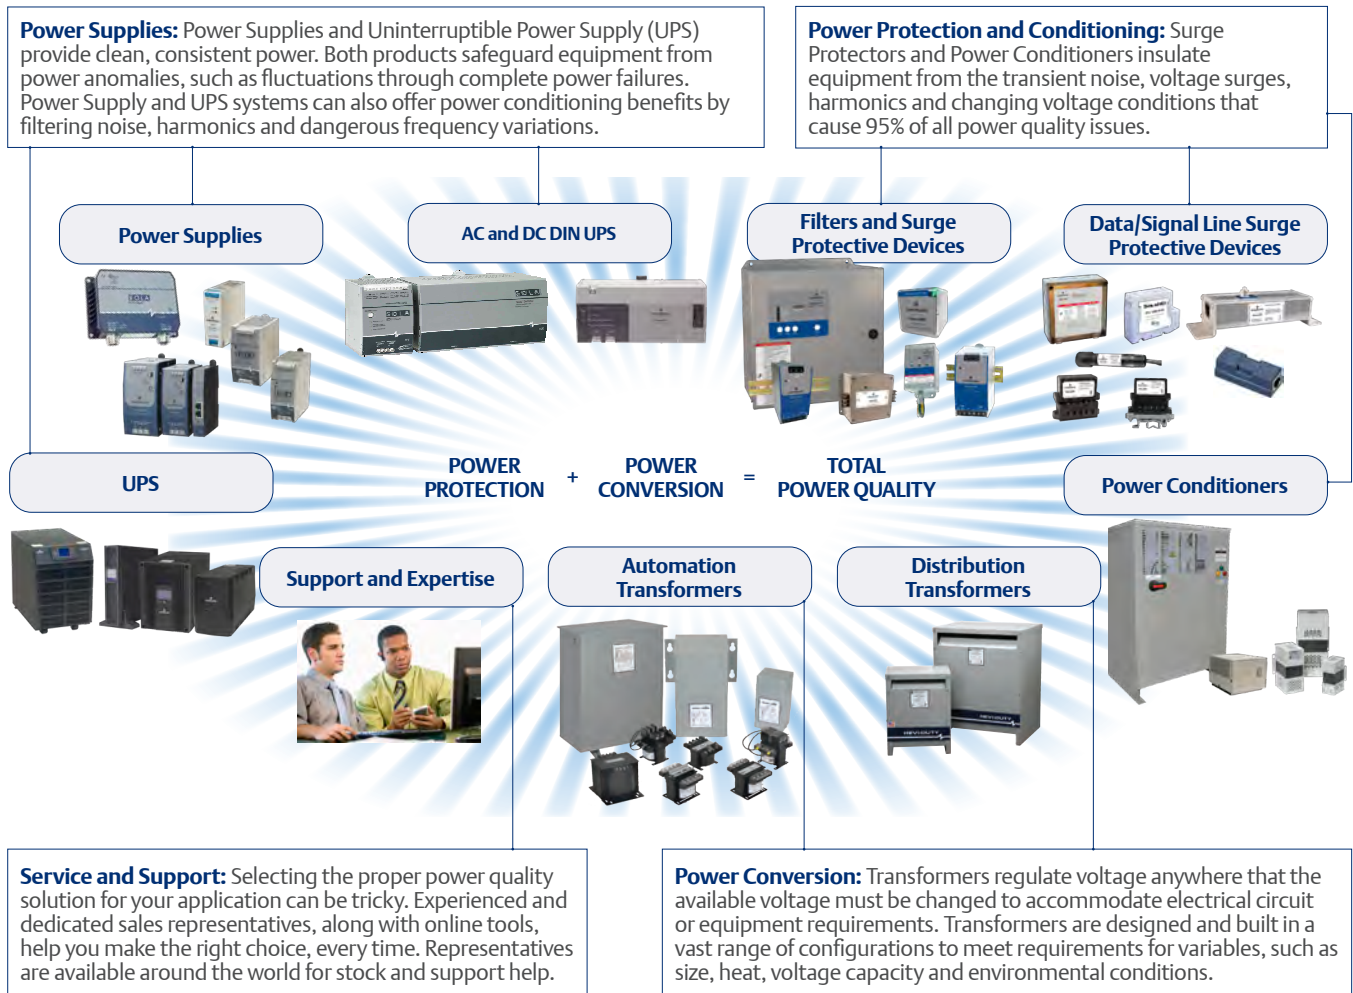 Power Supplies: Power Supplies and Uninterruptible Power Supply (UPS)
provide clean, consistent power. Both products safeguard equipment from
power anomalies, such as fluctuations through complete power failures.
Power Supply and UPS systems can also offer power conditioning benefits by
filtering noise, harmonics and dangerous frequency variations.
Power Protection and Conditioning: Surge
Protectors and Power Conditioners insulate
equipment from the transient noise, voltage surges,
harmonics and changing voltage conditions that
cause 95% of all power quality issues.
Power Supplies
AC and DC DIN UPS
Filters and Surge
Protective Devices
Data/Signal Line Surge
Protective Devices
SOLA
SOLA
SOLA
UPS
POWER
PROTECTION
+
POWER
CONVERSION
=
TOTAL
POWER QUALITY
Power Conditioners
Support and Expertise
Automation
Transformers
Distribution
Transformers
HEVI-DUTY
HEVI-DUTY
Service and Support: Selecting the proper power quality
solution for your application can be tricky. Experienced and
dedicated sales representatives, along with online tools,
help you make the right choice, every time. Representatives
are available around the world for stock and support help.
Power Conversion: Transformers regulate voltage anywhere that the
available voltage must be changed to accommodate electrical circuit
or equipment requirements. Transformers are designed and built in a
vast range of configurations to meet requirements for variables, such as
size, heat, voltage capacity and environmental conditions.